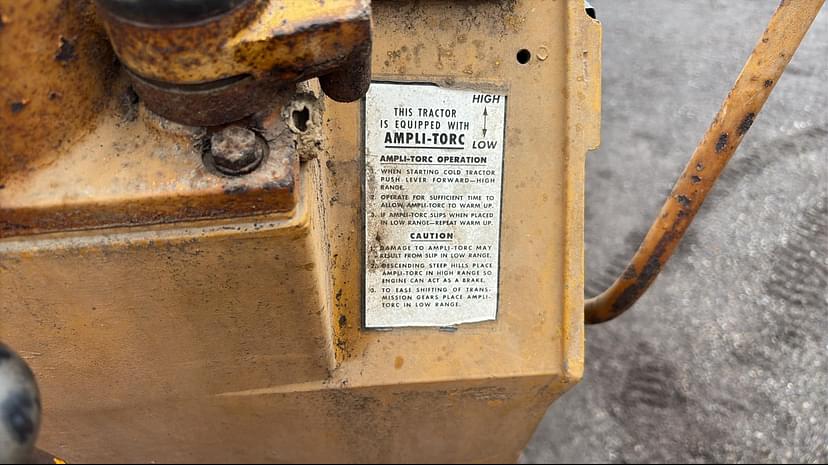 HIGH
THIS TRACTOR
IS EQUIPPED WITH
AMPLI-TORC
LOW
AMPLI-TORC OPERATION
WHEN STARTING COLD TRACTOR
PUSH LEVER FORWARD—HIGH
RANGE.
2. OPERATE FOR SUFFICIENT TIME TO
ALLOW, AMPLI-TORC TO WARM UP.
3. IF AMPLI-TORC SLIPS WHEN PLACED
IN LOW RANGE—REPEAT WARM UP.
CAUTION
1. DAMAGE TO AMPLI-TORC MAY
RESULT FROM SLIP IN LOW RANGE.
2. DESCENDING STEEP HILLS PLACE
AMPLI-TORC IN HIGH RANGE SO
ENGINE CAN ACT AS A BRAKE.
3. TO EASE SHIFTING OF TRANS-
MISSION GEARS PLACE AMPLI-
TORC IN LOW RANGE.